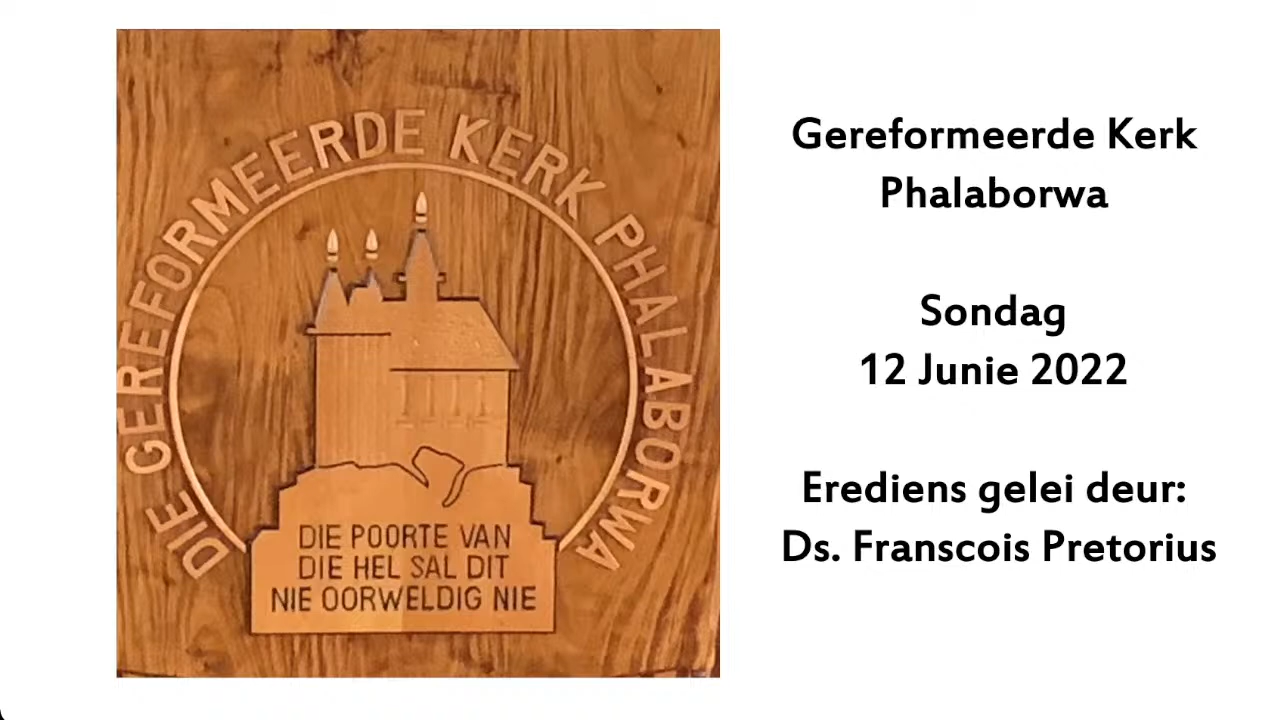 DIE GEREFORMEERDE KERK PHALABORWA
DIE POORTE VAN
DIE HEL SAL DIT
NIE OORWELDIG NIE
Gereformeerde Kerk
Phalaborwa
Sondag
12 Junie 2022
Erediens gelei deur:
Ds. Franscois Pretorius